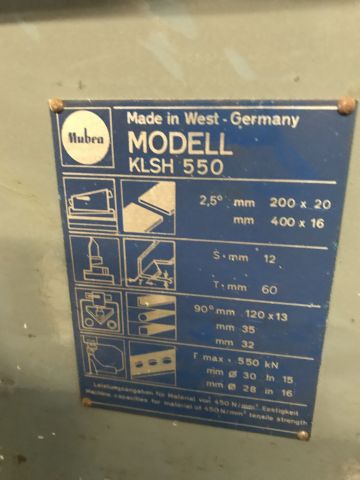 Mubea
Made in West - Germany
MODELL
KLSH 550
2,5° mm 200 x 20
mm 400 x 16
S · mm 12
T · mm 60
90° mm 120 x 13
mm 35
mm 32
F max · 550 kN
mm Ø 30 in 15
mm Ø 28 in 16
Leistungsangaben für Material von 450 N/mm² Festigkeit
Machine capacities for material of 450 N/mm² tensile strength